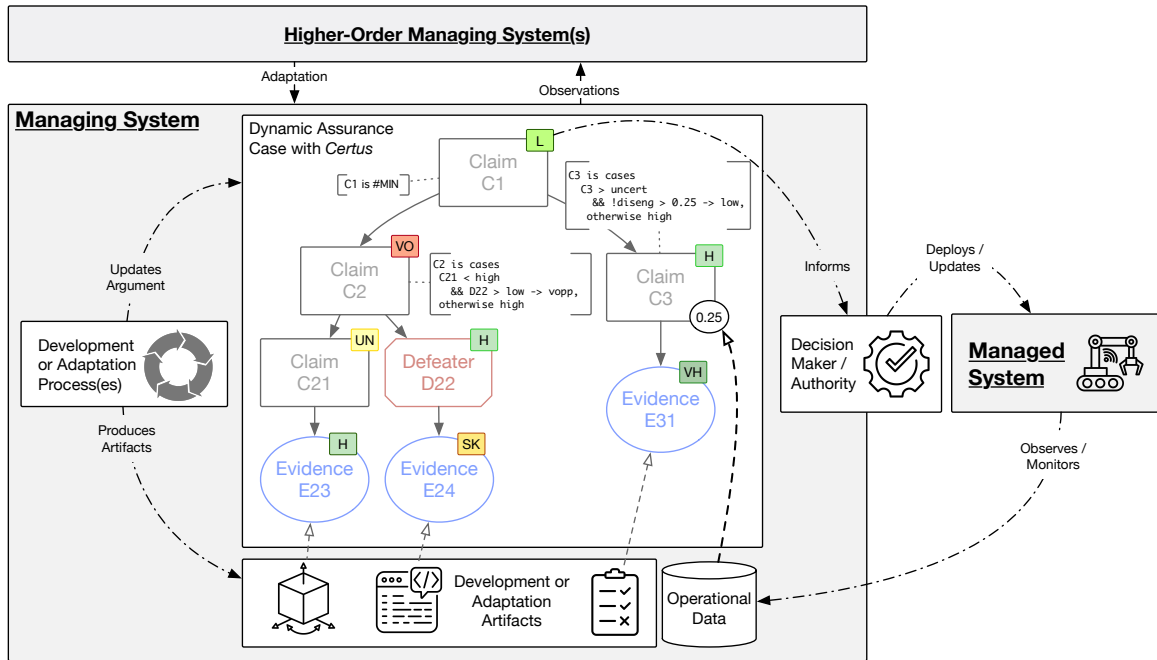 Higher-Order Managing System(s)
Adaptation
Observations
Managing System
Dynamic Assurance
Case with Certus
L
Claim
C1
C1 is #MIN
C3 is cases
C3 > uncert
&& !diseng > 0.25 -> low,
otherwise high
VO
Claim
C2
C2 is cases
C21 < high
&& D22 > low -> vopp,
otherwise high
H
Claim
C3
0.25
Updates
Argument
Informs
Deploys /
Updates
Development
or Adaptation
Process(es)
UN
Claim
C21
H
Defeater
D22
VH
Evidence
E31
Decision
Maker /
Authority
Managed
System
Produces
Artifacts
H
Evidence
E23
SK
Evidence
E24
Observes /
Monitors
Development or
Adaptation
Artifacts
Operational
Data